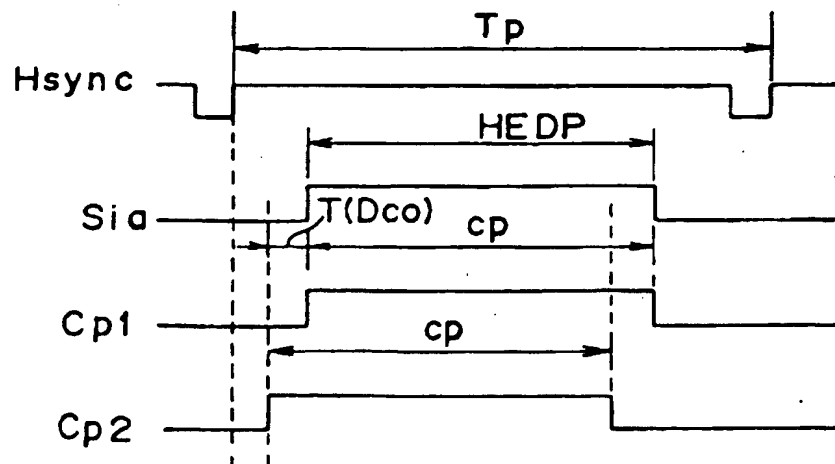 Tp
Hsync
HEDP
Sia
T(Dco)
cp
Cp1
cp
Cp2